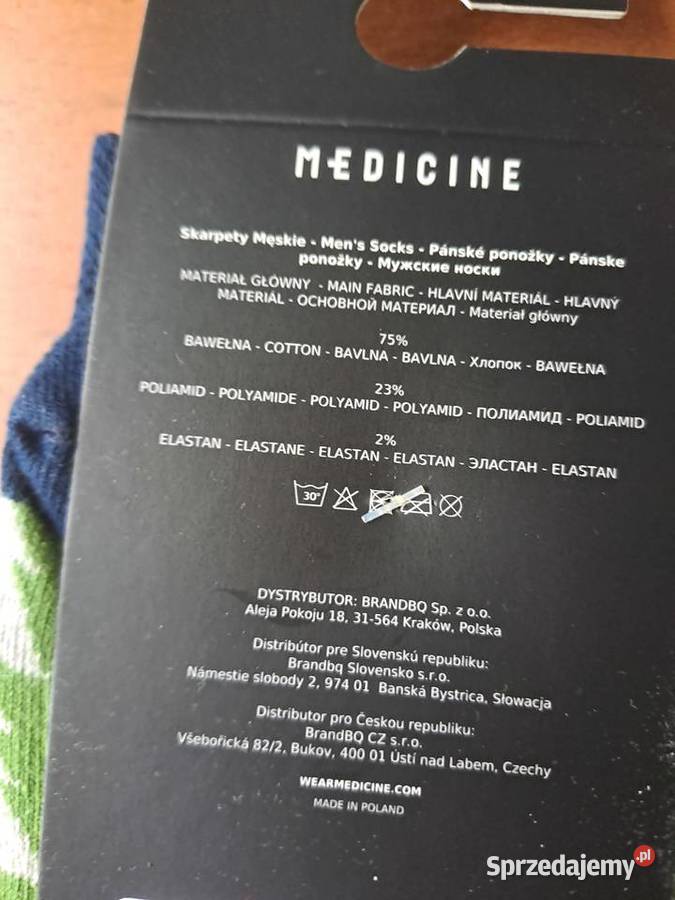 MEDICINE
Skarpety Męskie - Men's Socks - Pánské ponožky - Pánske
ponožky - Мужские носки
MATERIAŁ GŁÓWNY - MAIN FABRIC - HLAVNÍ MATERIÁL - HLAVNÝ
MATERIÁL - ОСНОВНОЙ МАТЕРИАЛ - Materiał główny
75%
BAWEŁNA - COTTON - BAVLNA - BAVLNA - Хлопок - BAWEŁNA
23%
POLIAMID - POLYAMIDE - POLYAMID - POLYAMID - ПОЛИАМИД - POLIAMID
2%
ELASTAN - ELASTANE - ELASTAN - ELASTAN - ЭЛАСТАН - ELASTAN
30°
DYSTRYBUTOR: BRANDBQ Sp. z o.o.
Aleja Pokoju 18, 31-564 Kraków, Polska
Distribútor pre Slovenskú republiku:
Brandbq Slovensko s.r.o.
Námestie slobody 2, 974 01 Banská Bystrica, Słowacja
Distributor pro Českou republiku:
BrandBQ CZ s.r.o.
Všebořická 82/2, Bukov, 400 01 Ústí nad Labem, Czechy
WEARMEDICINE.COM
MADE IN POLAND
Sprzedajemy.pl